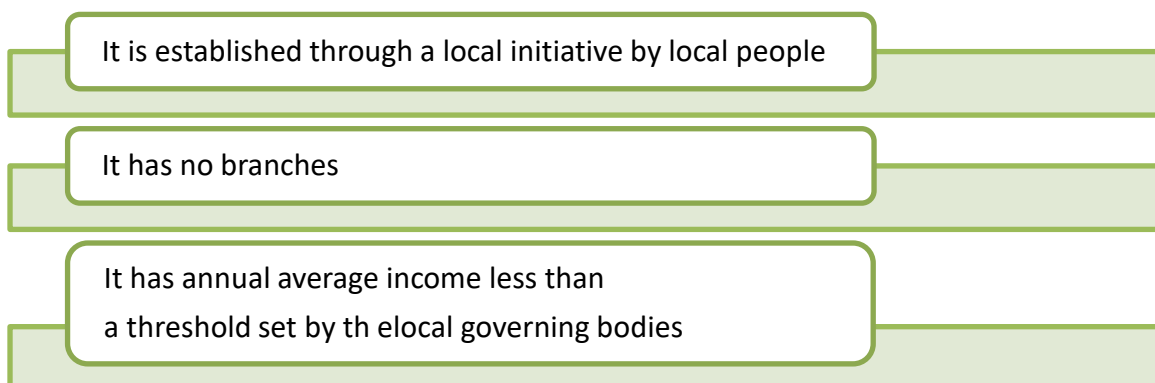 It is established through a local initiative by local people
It has no branches
It has annual average income less than
a threshold set by th elocal governing bodies